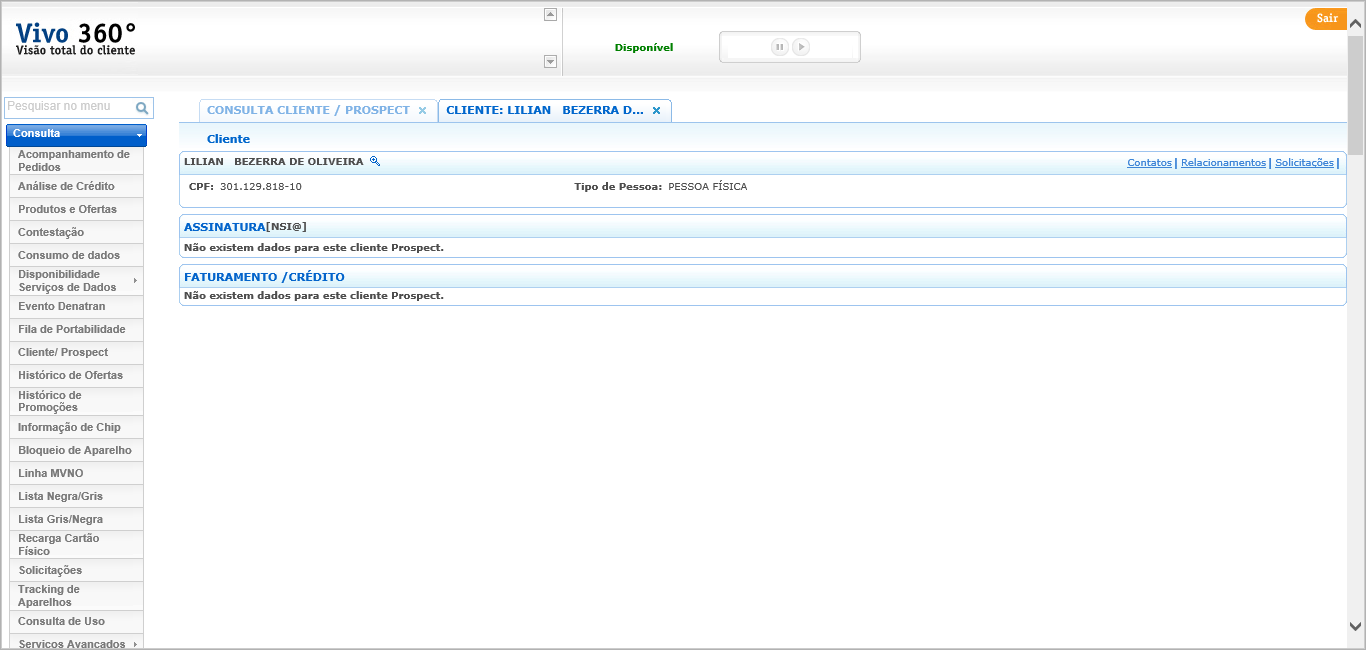 Vivo 360°
Visão total do cliente
Disponível
Sair
Pesquisar no menu
Consulta
Acompanhamento de
Pedidos
Análise de Crédito
Produtos e Ofertas
Contestação
Consumo de dados
Disponibilidade
Serviços de Dados
Evento Denatran
Fila de Portabilidade
Cliente/ Prospect
Histórico de Ofertas
Histórico de
Promoções
Informação de Chip
Bloqueio de Aparelho
Linha MVNO
Lista Negra/Gris
Lista Gris/Negra
Recarga Cartão
Físico
Solicitações
Tracking de
Aparelhos
Consulta de Uso
Serviços Avançados
CONSULTA CLIENTE / PROSPECT
CLIENTE: LILIAN BEZERRA D...
Cliente
LILIAN BEZERRA DE OLIVEIRA
Contatos | Relacionamentos | Solicitações |
CPF: 301.129.818-10 Tipo de Pessoa: PESSOA FÍSICA
ASSINATURA[NSI@]
Não existem dados para este cliente Prospect.
FATURAMENTO /CRÉDITO
Não existem dados para este cliente Prospect.